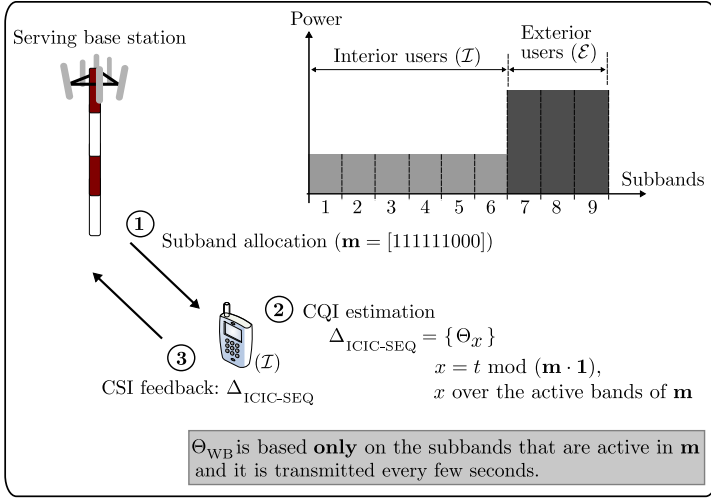 Power
Serving base station
Exterior
users (ℰ)
Interior users (ℐ)
Subbands
1 2 3 4 5 6 7 8 9
1
Subband allocation (m = [111111000])
2 CQI estimation
Δ_ICIC-SEQ = { Θ_x }
x = t mod (m · 1),
x over the active bands of m
(ℐ)
3
CSI feedback: Δ_ICIC-SEQ
Θ_WB is based only on the subbands that are active in m
and it is transmitted every few seconds.